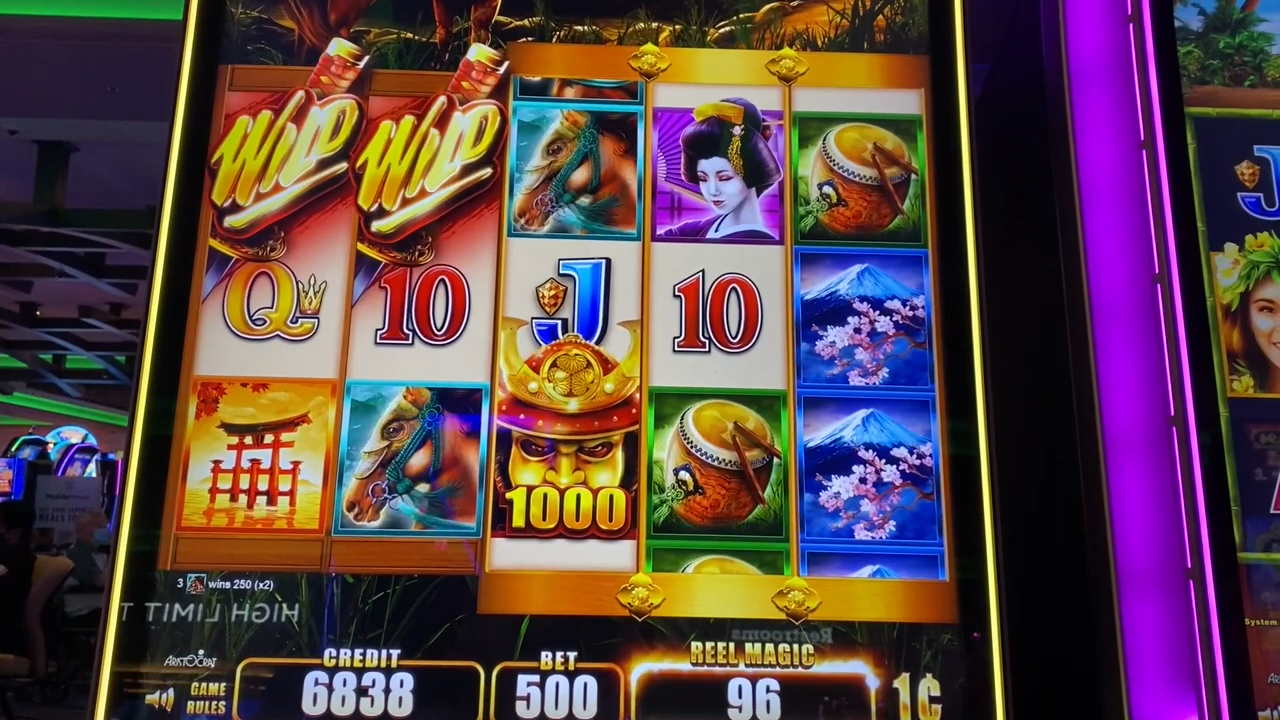 WILD WILD
Q 10 J 10
1000
3 wins 250 (x2)
HIGH LIMIT T
Restrooms
ARISTOCRAT
CREDIT BET REEL MAGIC
GAME RULES
6838 500 96 1¢
J
System